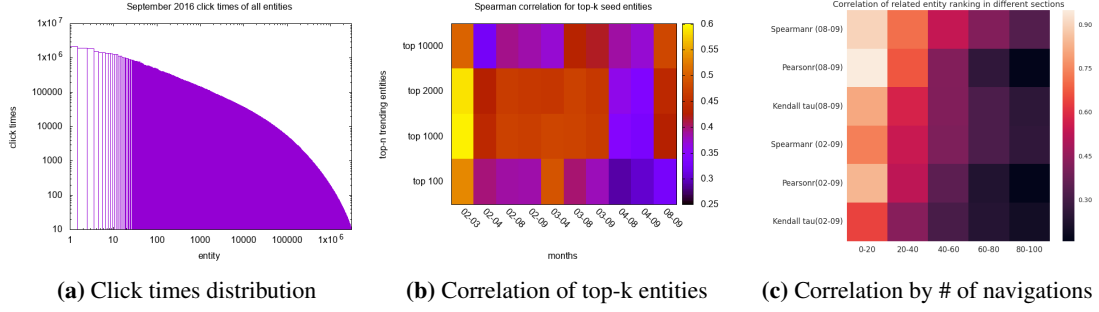 September 2016 click times of all entities
1x10^7
1x10^6
100000
10000
1000
100
10
click times
1 10 100 1000 10000 100000 1x10^6
entity
(a) Click times distribution
Spearman correlation for top-k seed entities
top 10000
top 2000
top 1000
top 100
top-n trending entities
02-03 02-04 02-08 02-09 03-04 03-08 03-09 04-08 04-09 08-09
months
0.6
0.55
0.5
0.45
0.4
0.35
0.3
0.25
(b) Correlation of top-k entities
Correlation of related entity ranking in different sections
Spearmanr (08-09)
Pearsonr(08-09)
Kendall tau(08-09)
Spearmanr (02-09)
Pearsonr(02-09)
Kendall tau(02-09)
0-20 20-40 40-60 60-80 80-100
0.90
0.75
0.60
0.45
0.30
(c) Correlation by # of navigations